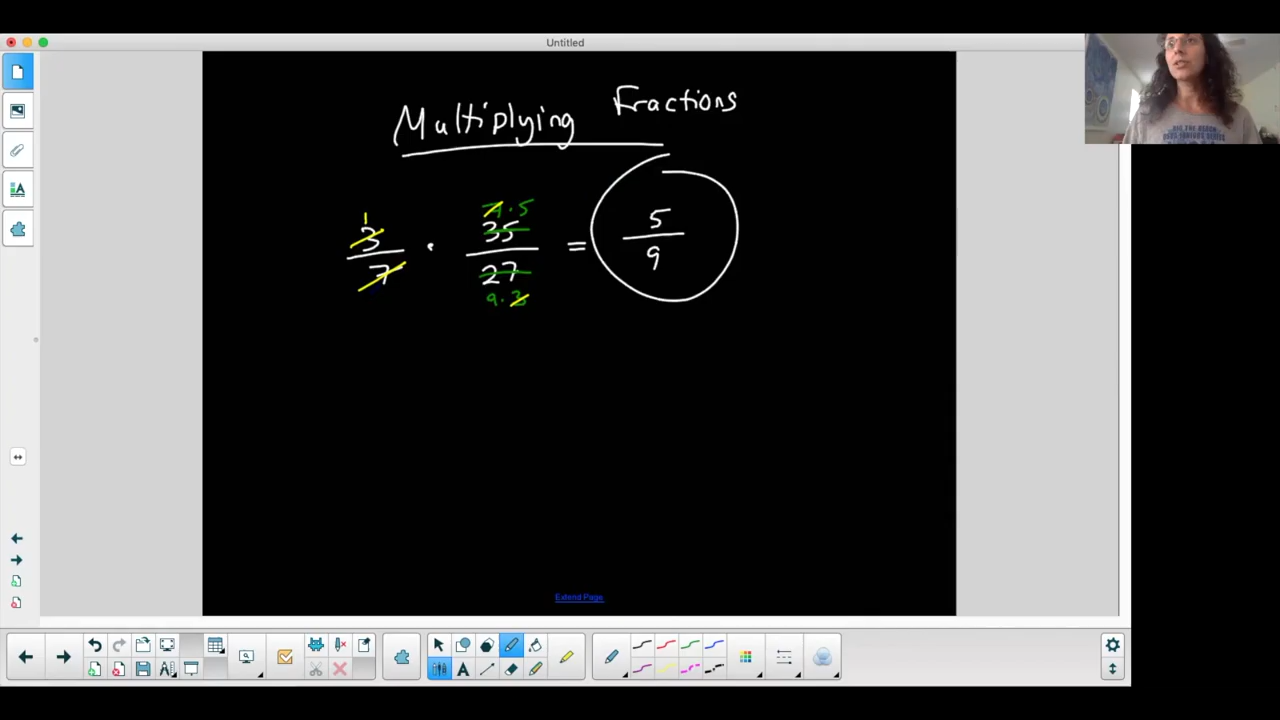 Untitled
Multiplying Fractions
1 7 · 5
3/7 · 35/27 = 5/9
9 · 3
Extend Page